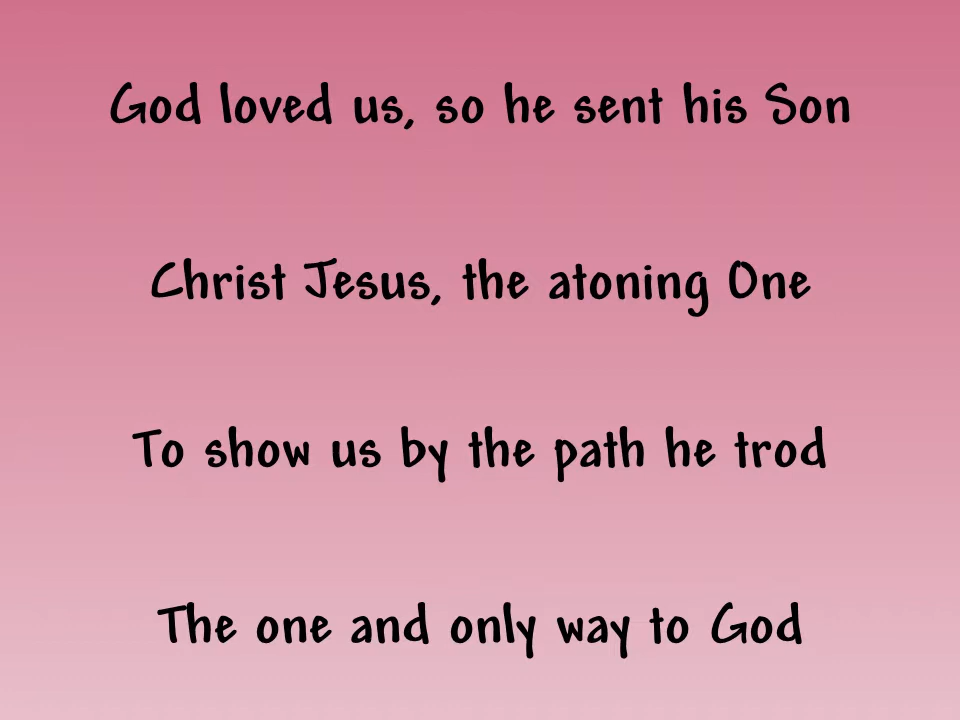 God loved us, so he sent his Son
Christ Jesus, the atoning One
To show us by the path he trod
The one and only way to God